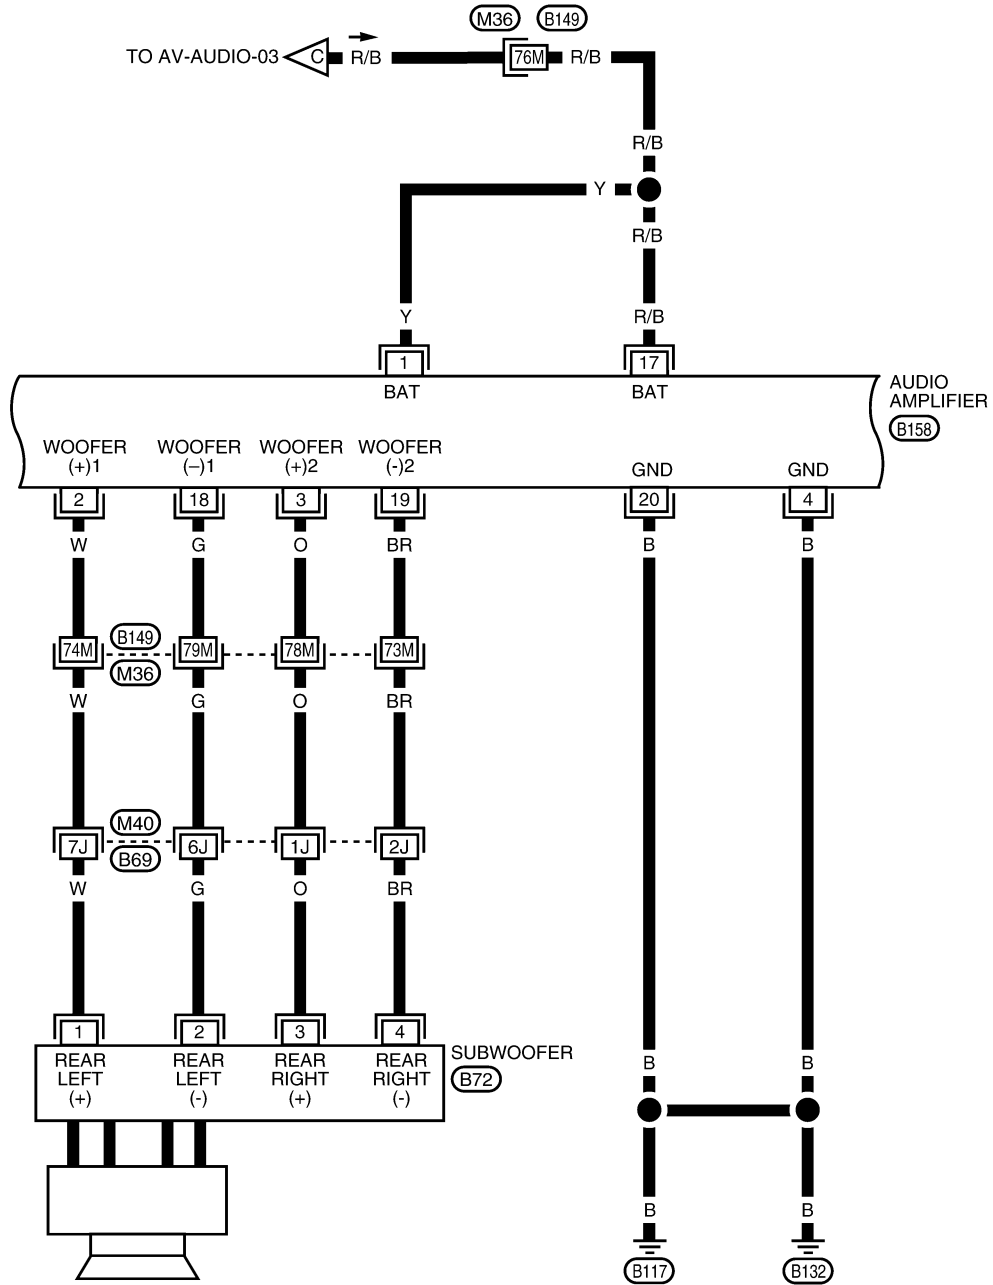 M36 B149
TO AV-AUDIO-03 C R/B 76M R/B
R/B
Y
R/B
Y R/B
1 17
BAT BAT
AUDIO
AMPLIFIER
B158
WOOFER WOOFER WOOFER WOOFER
(+)1 (–)1 (+)2 (-)2
GND GND
2 18 3 19 20 4
W G O BR B B
B149
74M 79M 78M 73M
M36
W G O BR
M40
7J 6J 1J 2J
B69
W G O BR
1 2 3 4
SUBWOOFER
B72
REAR REAR REAR REAR
LEFT LEFT RIGHT RIGHT
(+) (-) (+) (-)
B B
B B
B117 B132